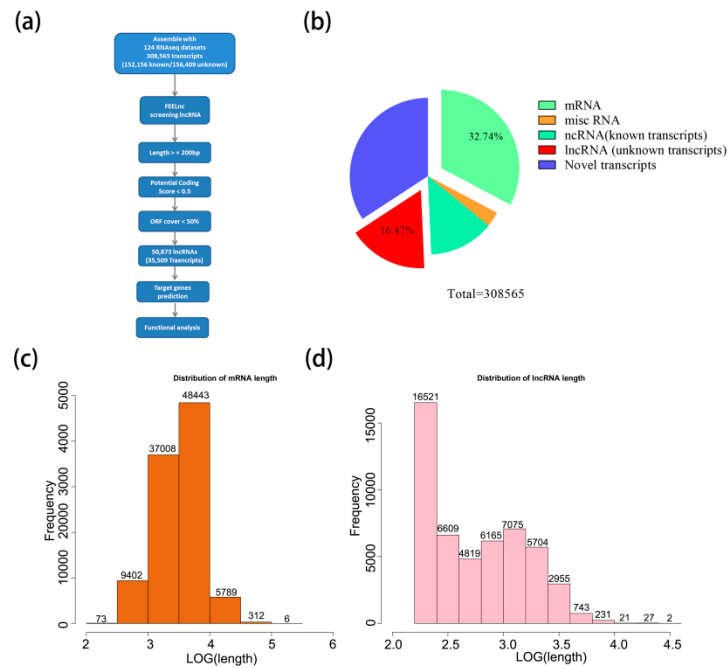 (a)
Assemble with
124 RNAseq datasets
308,565 transcripts
(152,156 known/156,409 unknown)
FEELnc
screening lncRNA
Length > = 200bp
Potential Coding
Score < 0.5
ORF cover < 50%
50,873 lncRNAs
(35,509 Trasncripts)
Target genes
prediction
Functional analysis
(b)
32.74%
16.47%
mRNA
misc RNA
ncRNA(known transcripts)
lncRNA (unknown transcripts)
Novel transcripts
Total=308565
(c)
Distribution of mRNA length
Frequency
50000
4000
3000
20000
10000
0
73
9402
37008
48443
5789
312
6
2
3
4
5
6
LOG(length)
(d)
Distribution of lncRNA length
Frequency
15000
10000
5000
0
16521
6609
4819
6165
7075
5704
2955
743
231
21
27
2
2.0
2.5
3.0
3.5
4.0
4.5
LOG(length)